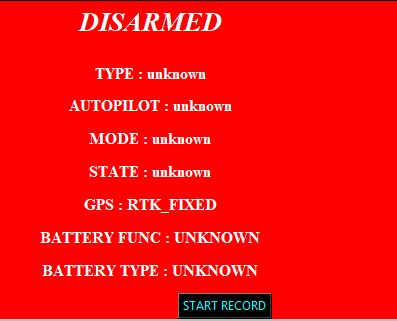 DISARMED
TYPE : unknown
AUTOPILOT : unknown
MODE : unknown
STATE : unknown
GPS : RTK_FIXED
BATTERY FUNC : UNKNOWN
BATTERY TYPE : UNKNOWN
START RECORD